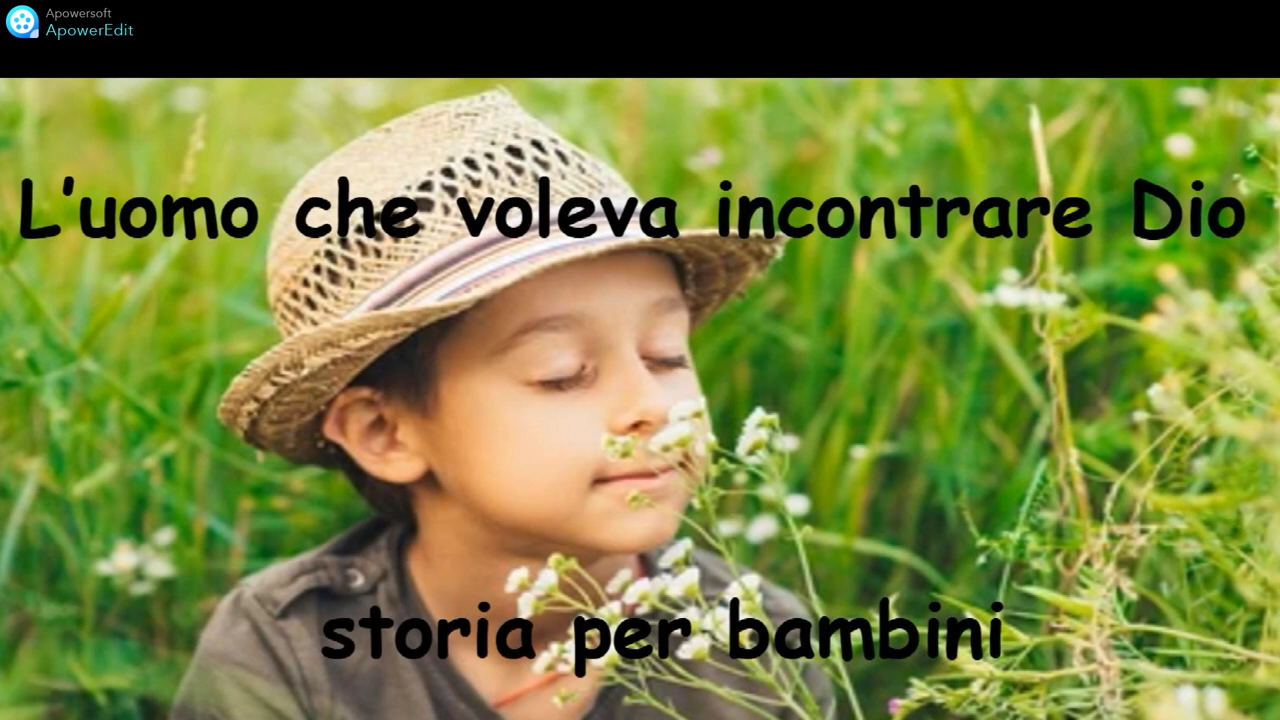 Apowersoft
ApowerEdit
L'uomo che voleva incontrare Dio
storia per bambini